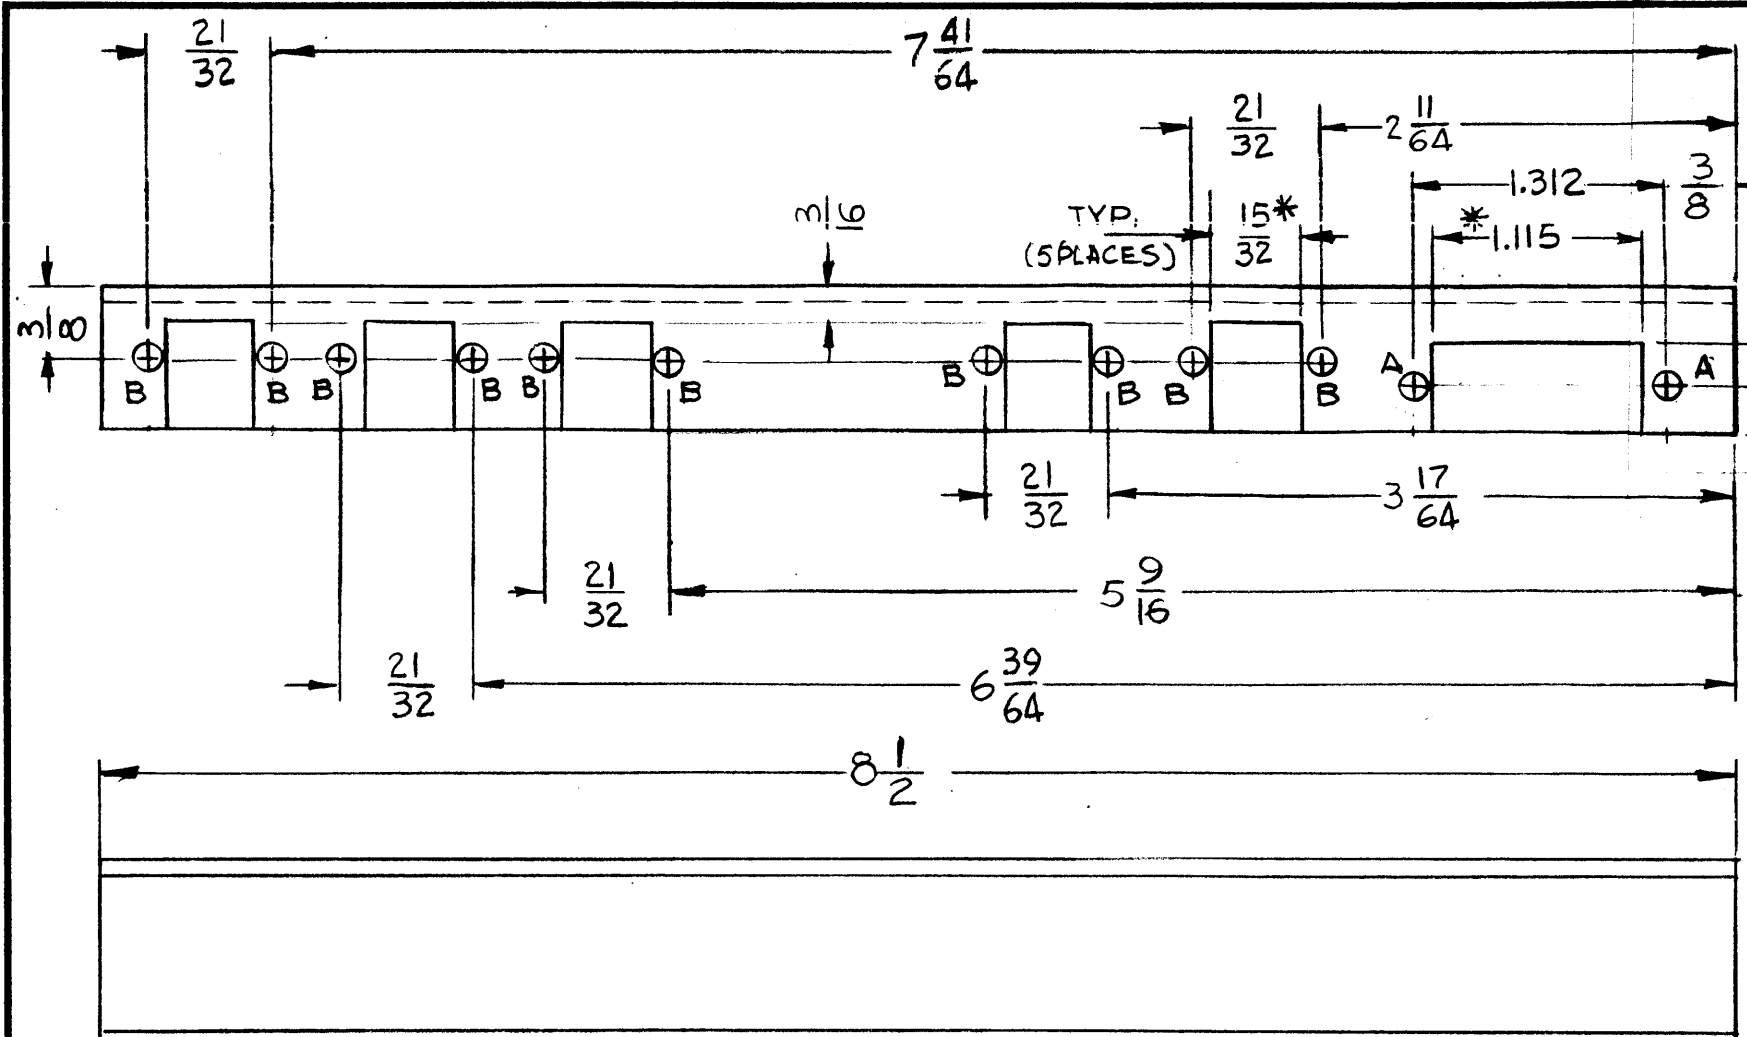 21/32 7 41/64
21/32 2 11/64
1.312 3/8
3/16 TYP. 15/32* *1.115
(5 PLACES)
3/8
B B B B B B B B B B A A
21/32 3 17/64
21/32 5 9/16
21/32 6 39/64
8 1/2